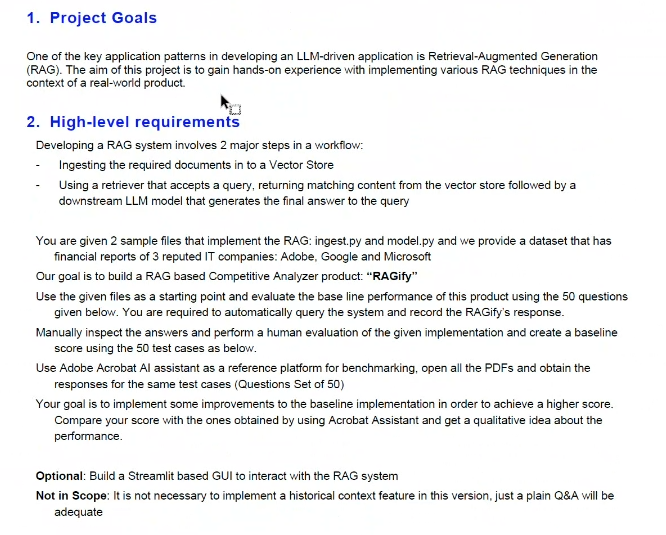 1. Project Goals
One of the key application patterns in developing an LLM-driven application is Retrieval-Augmented Generation
(RAG). The aim of this project is to gain hands-on experience with implementing various RAG techniques in the
context of a real-world product.
2. High-level requirements
Developing a RAG system involves 2 major steps in a workflow:
- Ingesting the required documents in to a Vector Store
- Using a retriever that accepts a query, returning matching content from the vector store followed by a
downstream LLM model that generates the final answer to the query
You are given 2 sample files that implement the RAG: ingest.py and model.py and we provide a dataset that has
financial reports of 3 reputed IT companies: Adobe, Google and Microsoft
Our goal is to build a RAG based Competitive Analyzer product: “RAGify”
Use the given files as a starting point and evaluate the base line performance of this product using the 50 questions
given below. You are required to automatically query the system and record the RAGify's response.
Manually inspect the answers and perform a human evaluation of the given implementation and create a baseline
score using the 50 test cases as below.
Use Adobe Acrobat AI assistant as a reference platform for benchmarking, open all the PDFs and obtain the
responses for the same test cases (Questions Set of 50)
Your goal is to implement some improvements to the baseline implementation in order to achieve a higher score.
Compare your score with the ones obtained by using Acrobat Assistant and get a qualitative idea about the
performance.
Optional: Build a Streamlit based GUI to interact with the RAG system
Not in Scope: It is not necessary to implement a historical context feature in this version, just a plain Q&A will be
adequate